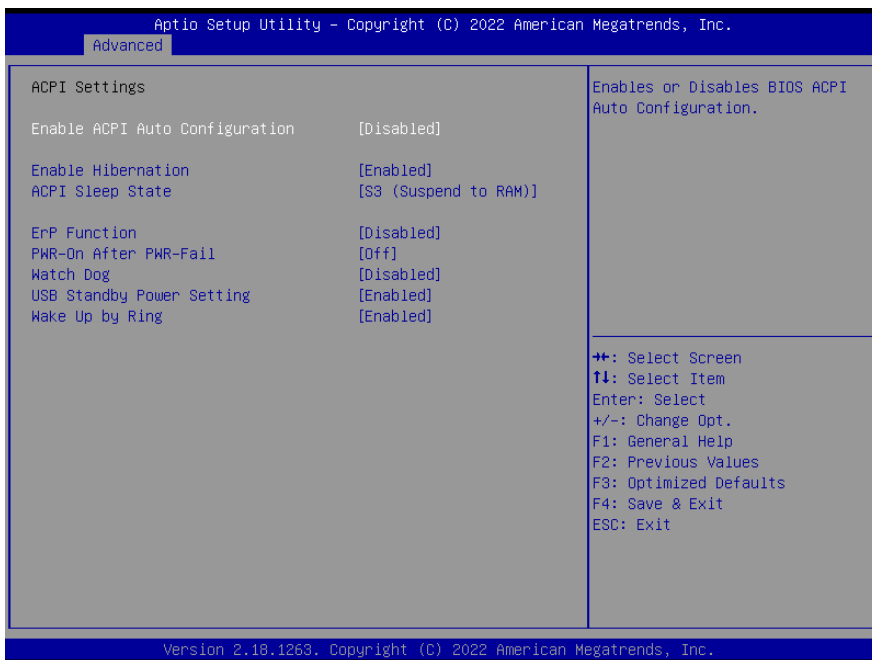 Aptio Setup Utility – Copyright (C) 2022 American Megatrends, Inc.
Advanced
ACPI Settings
Enable ACPI Auto Configuration [Disabled]
Enable Hibernation [Enabled]
ACPI Sleep State [S3 (Suspend to RAM)]
ErP Function [Disabled]
PWR-On After PWR-Fail [Off]
Watch Dog [Disabled]
USB Standby Power Setting [Enabled]
Wake Up by Ring [Enabled]
Enables or Disables BIOS ACPI
Auto Configuration.
→←: Select Screen
↑↓: Select Item
Enter: Select
+/-: Change Opt.
F1: General Help
F2: Previous Values
F3: Optimized Defaults
F4: Save & Exit
ESC: Exit
Version 2.18.1263. Copyright (C) 2022 American Megatrends, Inc.